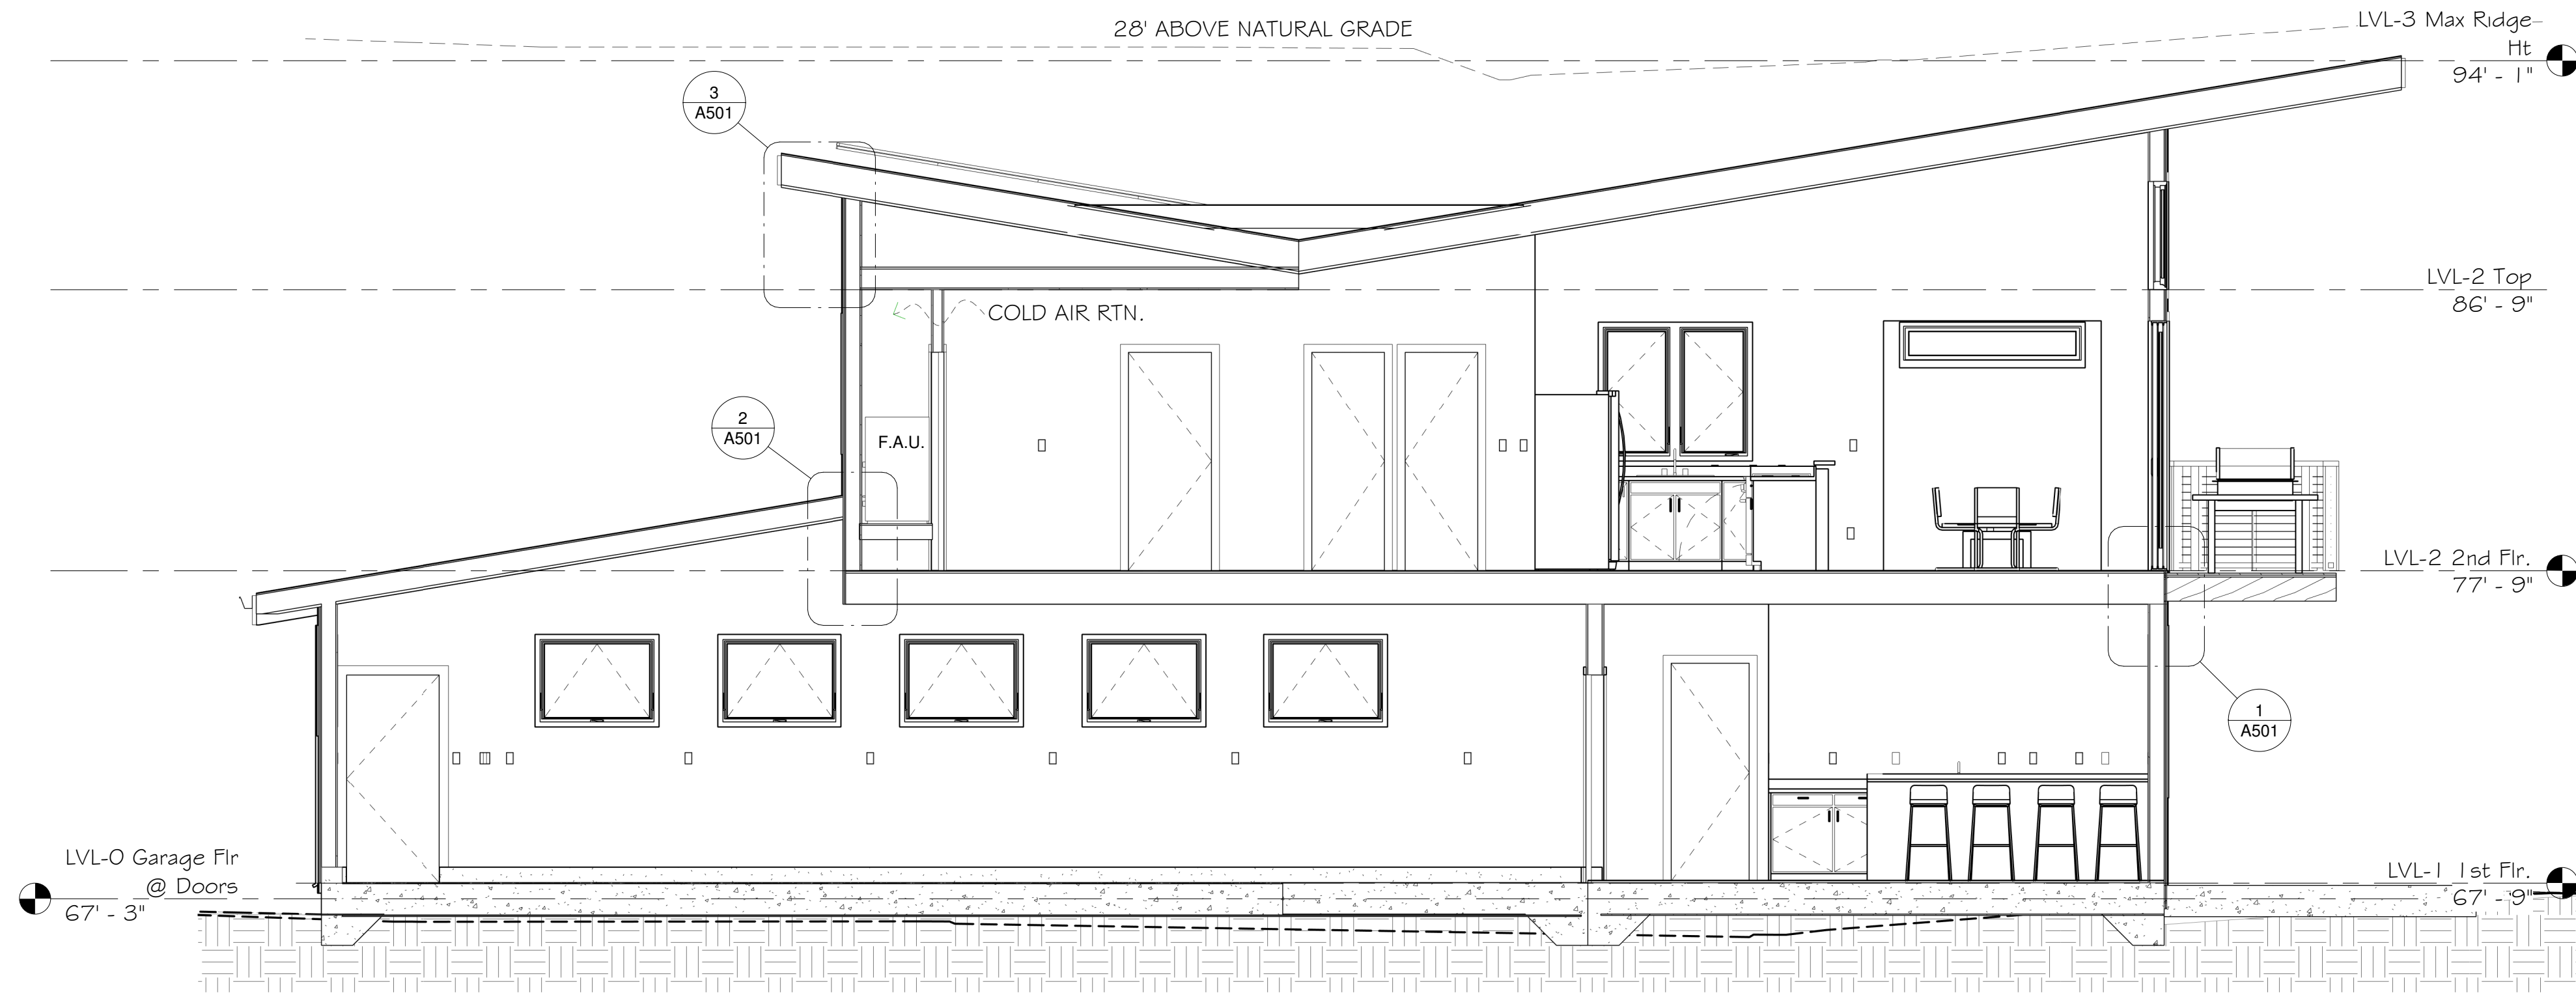 28' ABOVE NATURAL GRADE
LVL-3 Max Ridge
Ht
94' - 1"
3
A501
LVL-2 Top
86' - 9"
COLD AIR RTN.
2
A501
F.A.U.
LVL-2 2nd Flr.
77' - 9"
1
A501
LVL-0 Garage Flr
@ Doors
67' - 3"
LVL-1 1st Flr.
67' - 9"